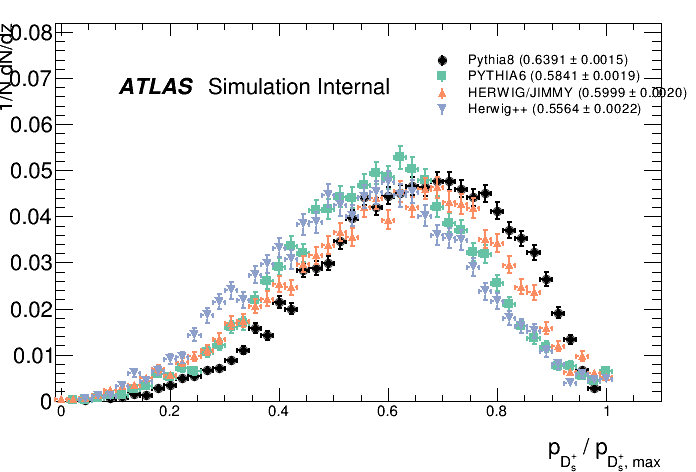 1/N dN/dz
0.08
0.07
0.06
0.05
0.04
0.03
0.02
0.01
0
ATLAS Simulation Internal
Pythia8 (0.6391 ± 0.0015)
PYTHIA6 (0.5841 ± 0.0019)
HERWIG/JIMMY (0.5999 ± 0.0020)
Herwig++ (0.5564 ± 0.0022)
0 0.2 0.4 0.6 0.8 1
p_{D_s^+} / p_{D_s^+, max}